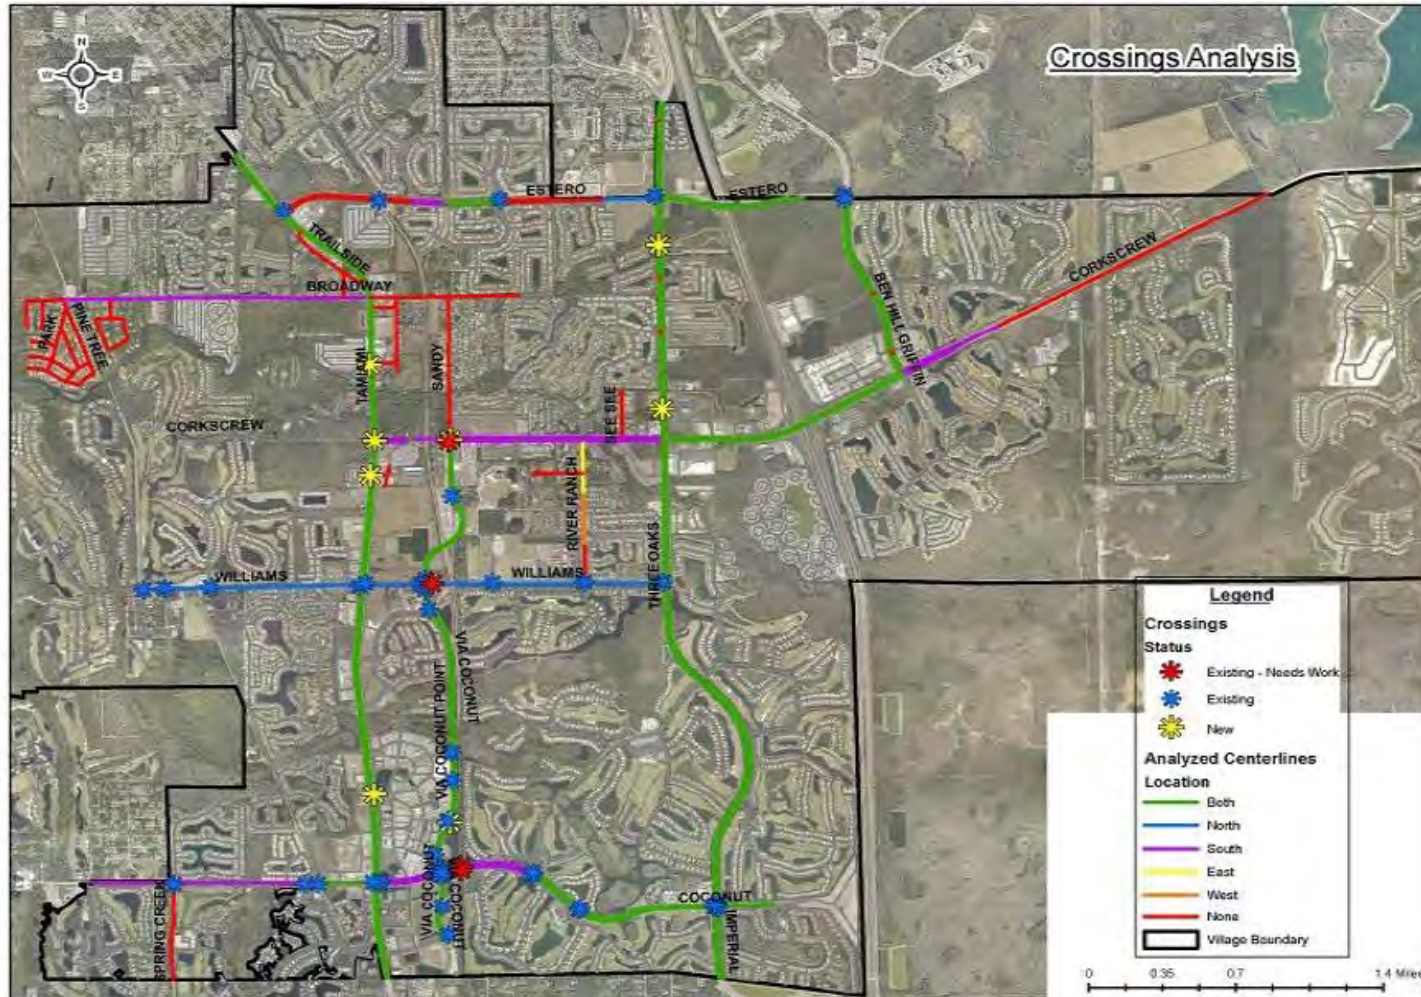 Crossings Analysis
N
W E
S
ESTERO
ESTERO
TRAILSIDE
BROADWAY
CORKSCREW
BEN HILL GRIFFIN
PARK
PINE TREE
TAMIAMI
SANDY
SEE SEE
CORKSCREW
RIVER RANCH
THREE OAKS
WILLIAMS
WILLIAMS
VIA COCONUT
VIA COCONUT POINT
COCONUT
VIA COCONUT
VIA COCONUT
SPRING CREEK
IMPERIAL
Legend
Crossings
Status
Existing - Needs Work
Existing
New
Analyzed Centerlines
Location
Both
North
South
East
West
None
Village Boundary
0 0.35 0.7 1.4 Miles